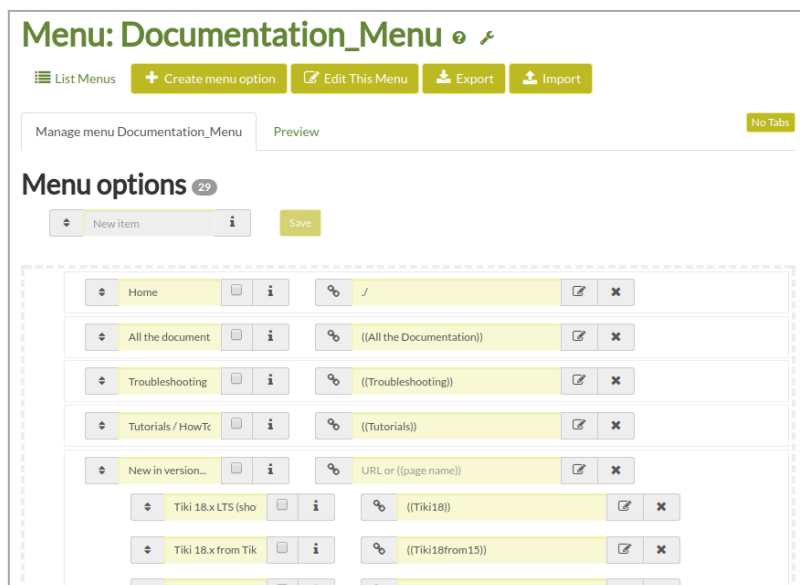 Menu: Documentation_Menu
List Menus Create menu option Edit This Menu Export Import
Manage menu Documentation_Menu Preview No Tabs
Menu options 29
New item Save
Home ./
All the document ((All the Documentation))
Troubleshooting ((Troubleshooting))
Tutorials / HowTo ((Tutorials))
New in version... URL or ((page name))
Tiki 18.x LTS (sho ((Tiki18))
Tiki 18.x from Tik ((Tiki18from15))